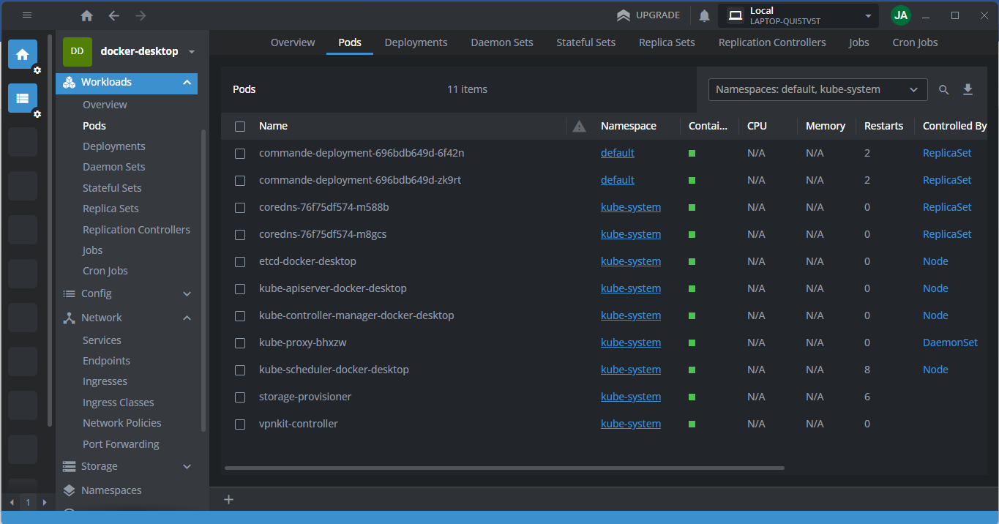 UPGRADE
Local
LAPTOP-QUI5TV5T
JA
DD
docker-desktop
Workloads
Overview
Pods
Deployments
Daemon Sets
Stateful Sets
Replica Sets
Replication Controllers
Jobs
Cron Jobs
Config
Network
Services
Endpoints
Ingresses
Ingress Classes
Network Policies
Port Forwarding
Storage
Namespaces
1
Overview Pods Deployments Daemon Sets Stateful Sets Replica Sets Replication Controllers Jobs Cron Jobs
Pods 11 items Namespaces: default, kube-system
Name Namespace Contai... CPU Memory Restarts Controlled By
commande-deployment-696bdb649d-6f42n default N/A N/A 2 ReplicaSet
commande-deployment-696bdb649d-zk9rt default N/A N/A 2 ReplicaSet
coredns-76f75df574-m588b kube-system N/A N/A 0 ReplicaSet
coredns-76f75df574-m8gcs kube-system N/A N/A 0 ReplicaSet
etcd-docker-desktop kube-system N/A N/A 0 Node
kube-apiserver-docker-desktop kube-system N/A N/A 0 Node
kube-controller-manager-docker-desktop kube-system N/A N/A 0 Node
kube-proxy-bhxzw kube-system N/A N/A 0 DaemonSet
kube-scheduler-docker-desktop kube-system N/A N/A 8 Node
storage-provisioner kube-system N/A N/A 6
vpnkit-controller kube-system N/A N/A 0